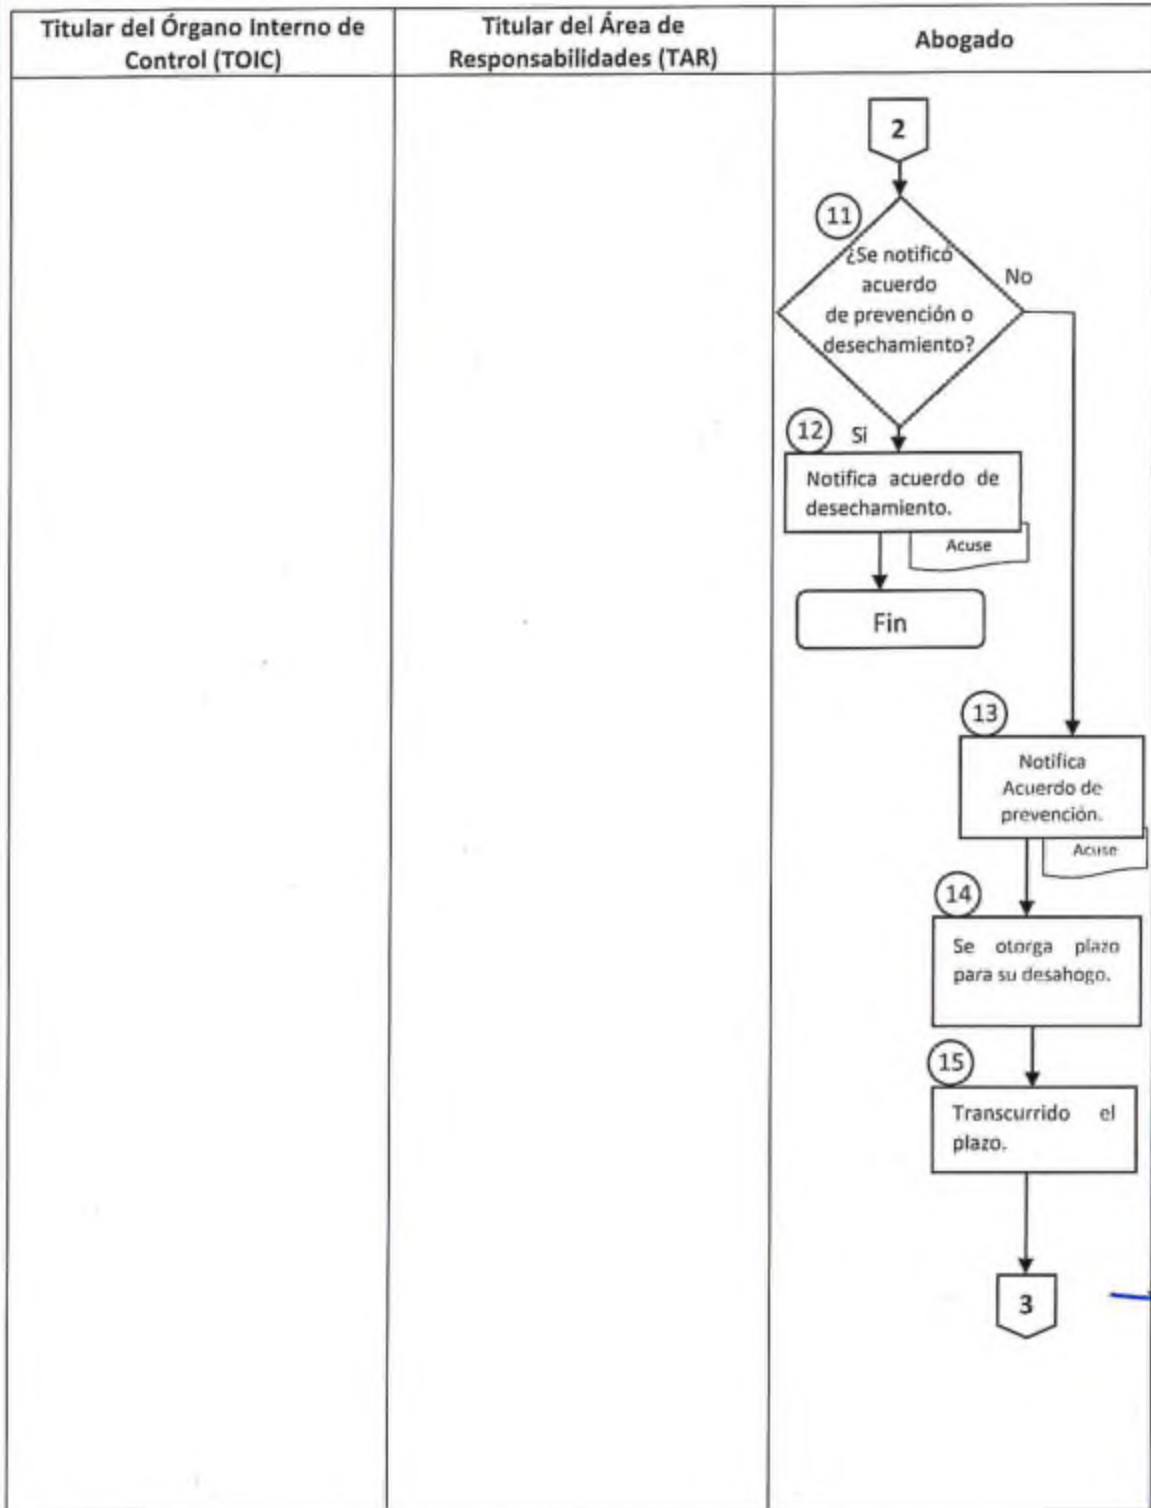 Titular del Órgano Interno de
Control (TOIC)
Titular del Área de
Responsabilidades (TAR)
Abogado
2
11
¿Se notificó
acuerdo
de prevención o
desechamiento?
No
12
Si
Notifica acuerdo de
desechamiento.
Acuse
Fin
13
Notifica
Acuerdo de
prevención.
Acuse
14
Se otorga plazo
para su desahogo.
15
Transcurrido el
plazo.
3